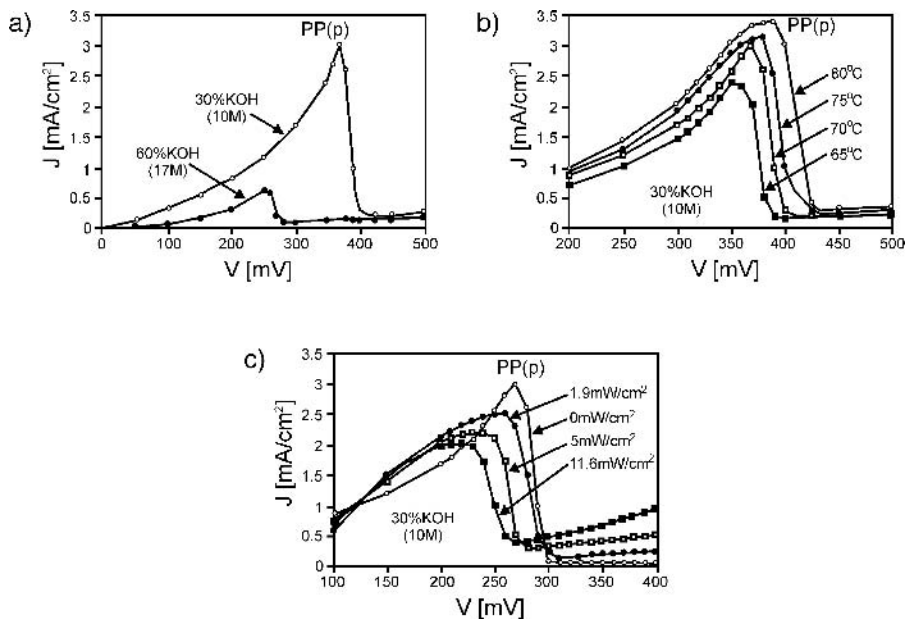 a)
J [mA/cm²]
3.5
3
2.5
2
1.5
1
0.5
0
PP(p)
30%KOH
(10M)
60%KOH
(17M)
0 100 200 300 400 500
V [mV]
b)
J [mA/cm²]
3.5
3
2.5
2
1.5
1
0.5
0
PP(p)
80⁰C
75⁰C
70⁰C
65⁰C
30%KOH
(10M)
200 250 300 350 400 450 500
V [mV]
c)
J [mA/cm²]
3.5
3
2.5
2
1.5
1
0.5
0
PP(p)
1.9mW/cm²
0mW/cm²
5mW/cm²
11.6mW/cm²
30%KOH
(10M)
100 150 200 250 300 350 400
V [mV]